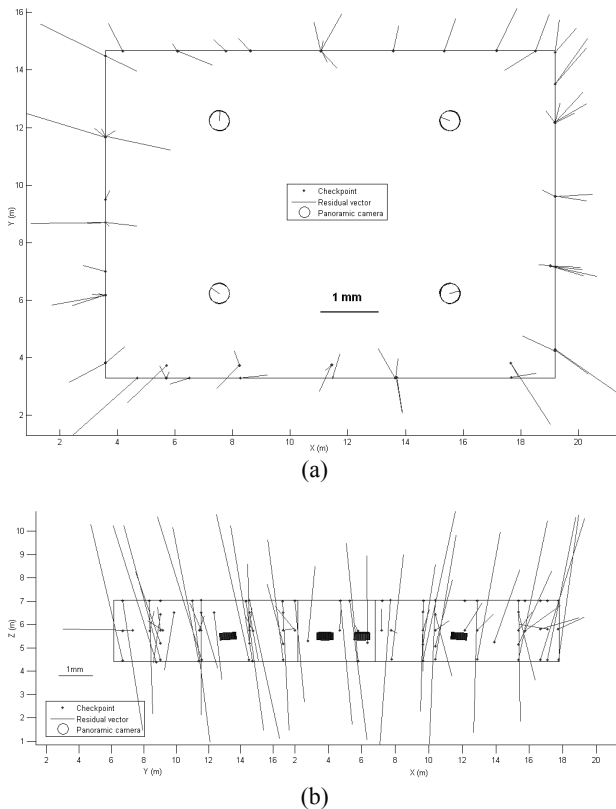 16
14
12
10
8
6
4
2
Y (m)
Checkpoint
Residual vector
Panoramic camera
1 mm
2 4 6 8 10 12 14 16 18 20
X (m)
(a)
10
9
8
7
6
5
4
3
2
1
Z (m)
1mm
Checkpoint
Residual vector
Panoramic camera
2 4 6 8 10 12 14 16 2 4 6 8 10 12 14 16 18 20
Y (m) X (m)
(b)